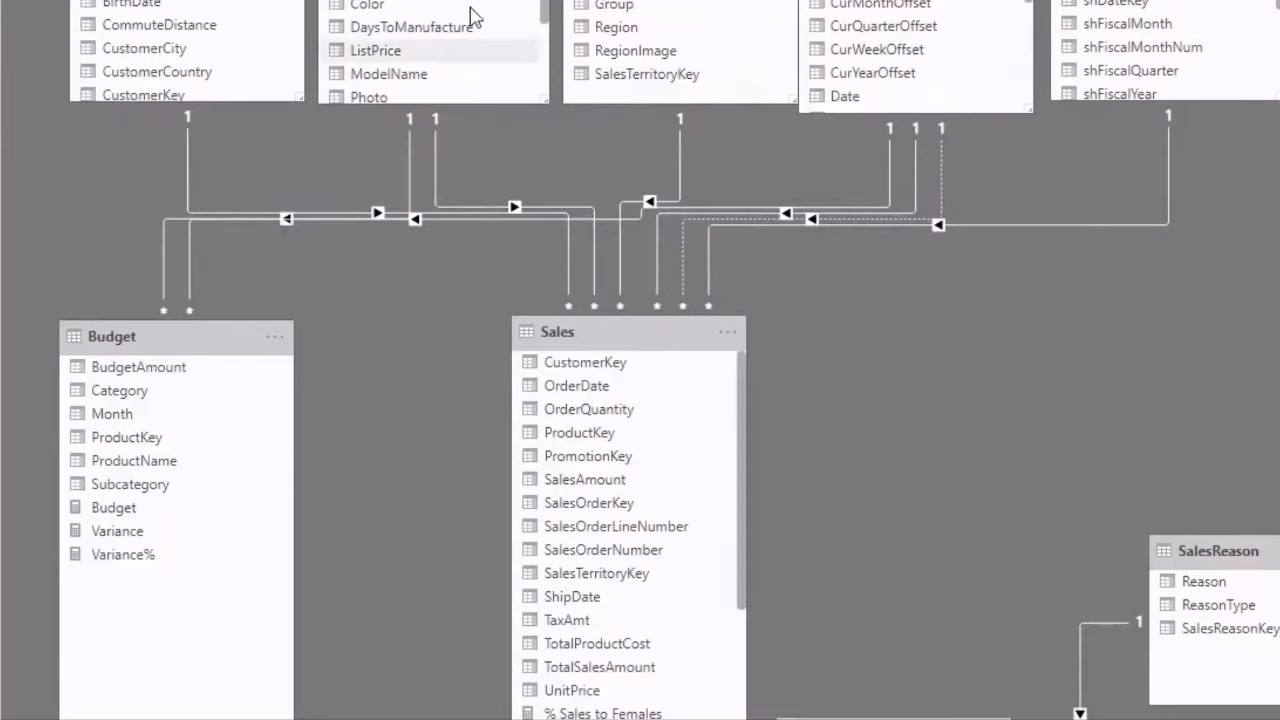 BirthDate
CommuteDistance
CustomerCity
CustomerCountry
CustomerKey
Color
DaysToManufacture
ListPrice
ModelName
Photo
Group
Region
RegionImage
SalesTerritoryKey
CurMonthOffset
CurQuarterOffset
CurWeekOffset
CurYearOffset
Date
shDateKey
shFiscalMonth
shFiscalMonthNum
shFiscalQuarter
shFiscalYear
1 1 1 1 1 1 1 1
* *
* * * * * *
Budget ...
BudgetAmount
Category
Month
ProductKey
ProductName
Subcategory
Budget
Variance
Variance%
Sales ...
CustomerKey
OrderDate
OrderQuantity
ProductKey
PromotionKey
SalesAmount
SalesOrderKey
SalesOrderLineNumber
SalesOrderNumber
SalesTerritoryKey
ShipDate
TaxAmt
TotalProductCost
TotalSalesAmount
UnitPrice
% Sales to Females
SalesReason
Reason
ReasonType
SalesReasonKey
1